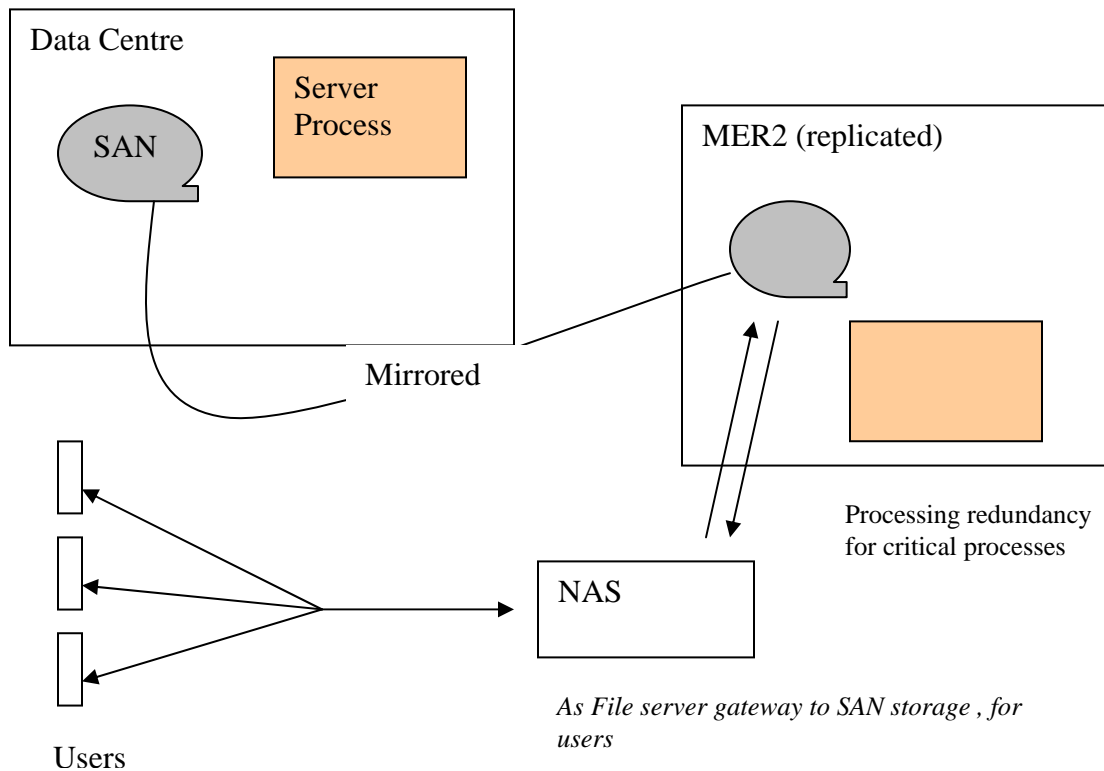 Data Centre
Server
Process
SAN
MER2 (replicated)
Mirrored
Processing redundancy
for critical processes
NAS
As File server gateway to SAN storage , for
users
Users